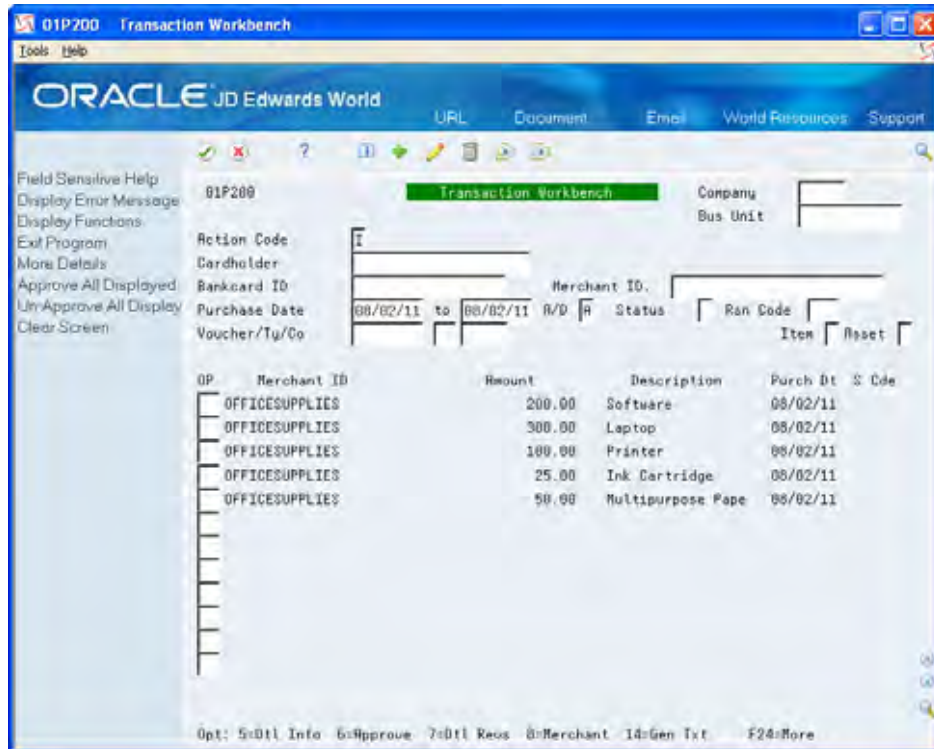 01P200 Transaction Workbench
Tools Help
ORACLE JD Edwards World
URL Document Email World Resources Support
Field Sensitive Help
Display Error Message
Display Functions
Exit Program
More Details
Approve All Displayed
Un-Approve All Display
Clear Screen
01P200 Transaction Workbench Company
Bus Unit
Action Code I
Cardholder
Bankcard ID Merchant ID.
Purchase Date 08/02/11 to 08/02/11 A/D A Status Rsn Code
Voucher/Ty/Co Item Asset
OP Merchant ID Amount Description Purch Dt S Cde
OFFICESUPPLIES 200.00 Software 08/02/11
OFFICESUPPLIES 300.00 Laptop 08/02/11
OFFICESUPPLIES 100.00 Printer 08/02/11
OFFICESUPPLIES 25.00 Ink Cartridge 08/02/11
OFFICESUPPLIES 50.00 Multipurpose Pape 08/02/11
Opt: 5=Dtl Info 6=Approve 7=Dtl Revs 8=Merchant 14=Gen Txt F24=More